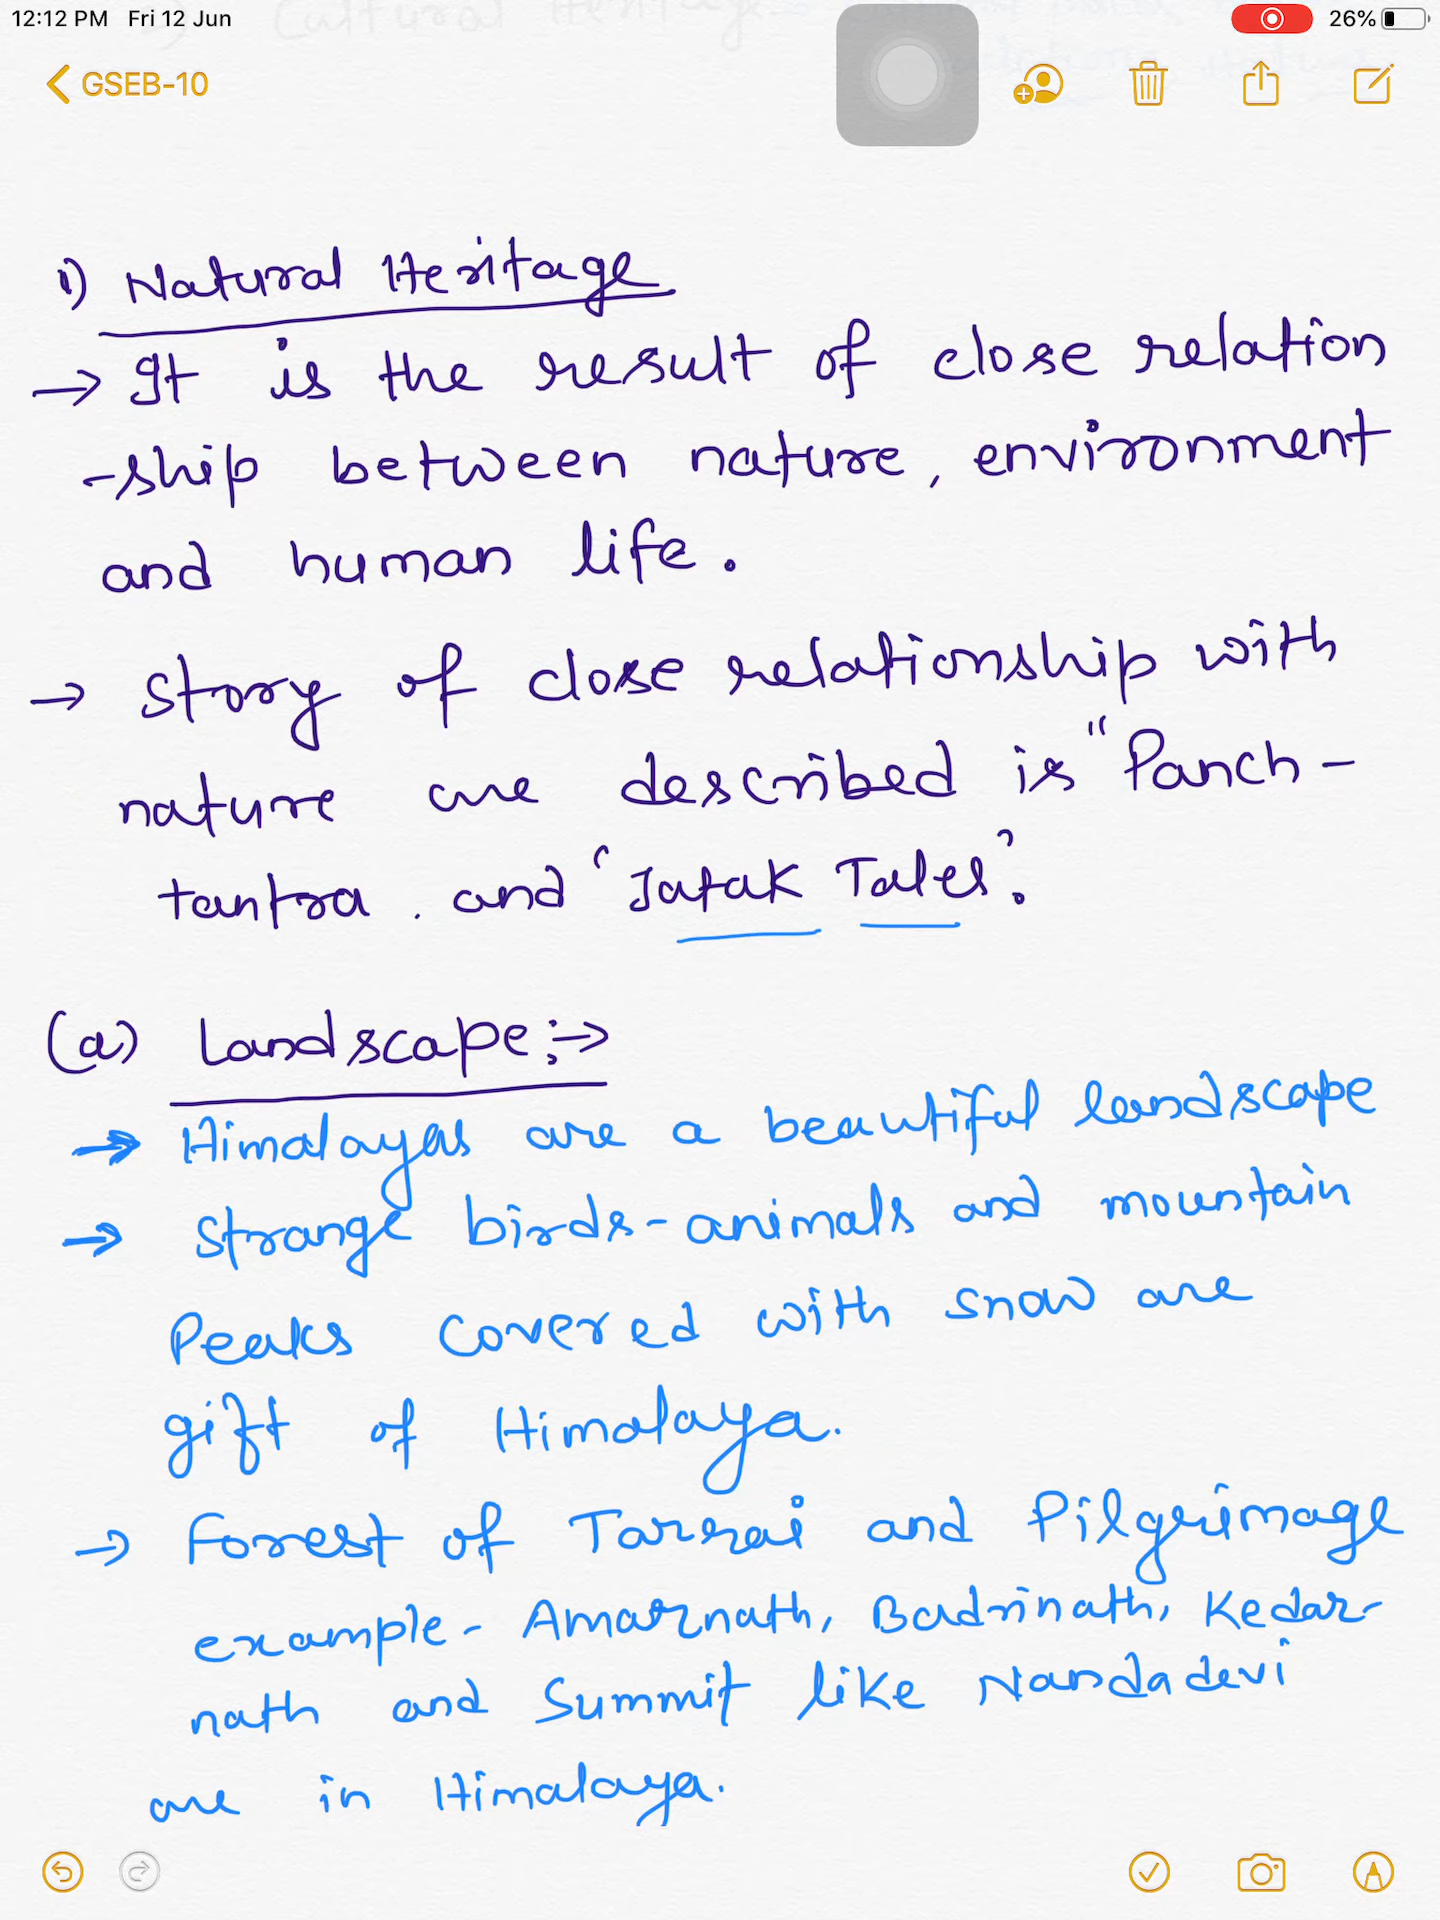 12:12 PM Fri 12 Jun
26%
Cultural Heritage
GSEB-10
1) Natural Heritage
→ It is the result of close relation
-ship between nature, environment
and human life.
→ Story of close relationship with
nature are described is "Panch-
tantra. and 'Jatak Tales'.
(a) Landscape:→
→ Himalayas are a beautiful landscape
→ Strange birds-animals and mountain
Peaks covered with snow are
gift of Himalaya.
→ Forest of Tarrai and Pilgrimage
example- Amarnath, Badrinath, Kedar-
nath and Summit like Nandadevi
are in Himalaya.